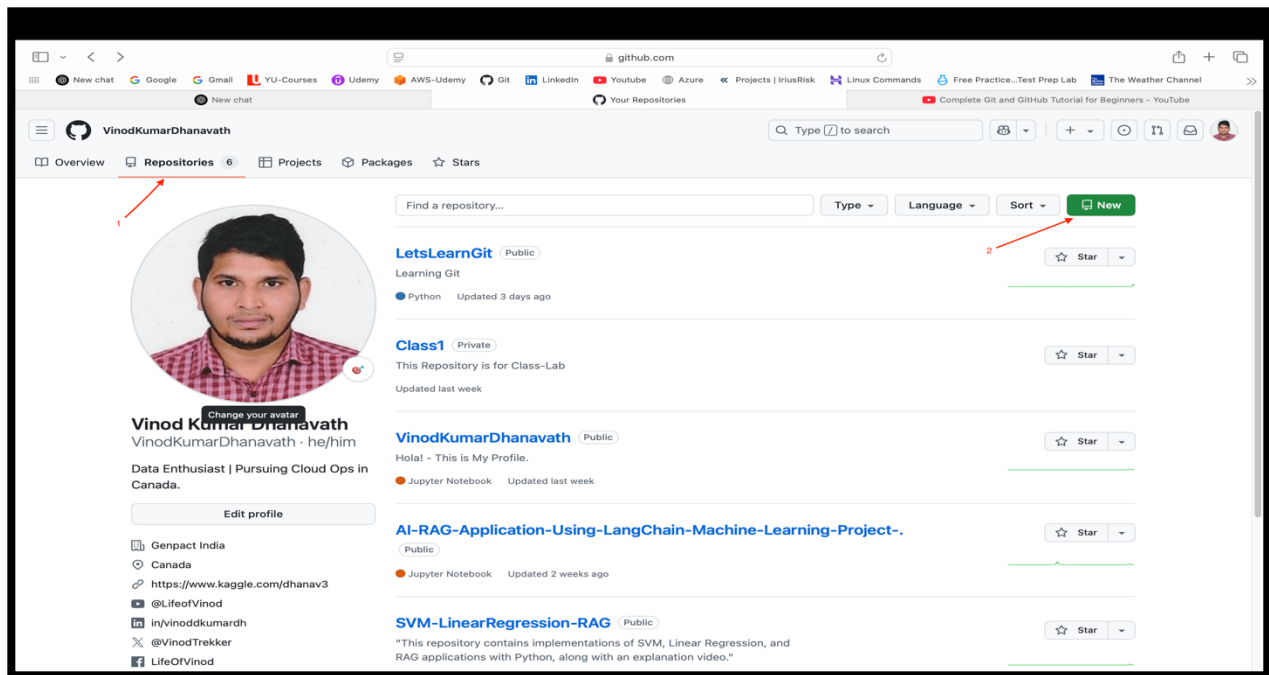 github.com
New chat Google Gmail YU-Courses Udemy AWS-Udemy Git LinkedIn Youtube Azure Projects | IriusRisk Linux Commands Free Practice...Test Prep Lab The Weather Channel
New chat Your Repositories Complete Git and GitHub Tutorial for Beginners - YouTube
VinodKumarDhanavath Type / to search
Overview Repositories 6 Projects Packages Stars
1
Find a repository... Type Language Sort New
2
LetsLearnGit Public Star
Learning Git
Python Updated 3 days ago
Class1 Private Star
This Repository is for Class-Lab
Updated last week
Change your avatar
Vinod Kumar Dhanavath
VinodKumarDhanavath · he/him
Data Enthusiast | Pursuing Cloud Ops in
Canada.
Edit profile
Genpact India
Canada
https://www.kaggle.com/dhanav3
@LifeofVinod
in/vinoddkumardh
@VinodTrekker
LifeOfVinod
VinodKumarDhanavath Public Star
Hola! - This is My Profile.
Jupyter Notebook Updated last week
AI-RAG-Application-Using-LangChain-Machine-Learning-Project-. Star
Public
Jupyter Notebook Updated 2 weeks ago
SVM-LinearRegression-RAG Public Star
"This repository contains implementations of SVM, Linear Regression, and
RAG applications with Python, along with an explanation video."